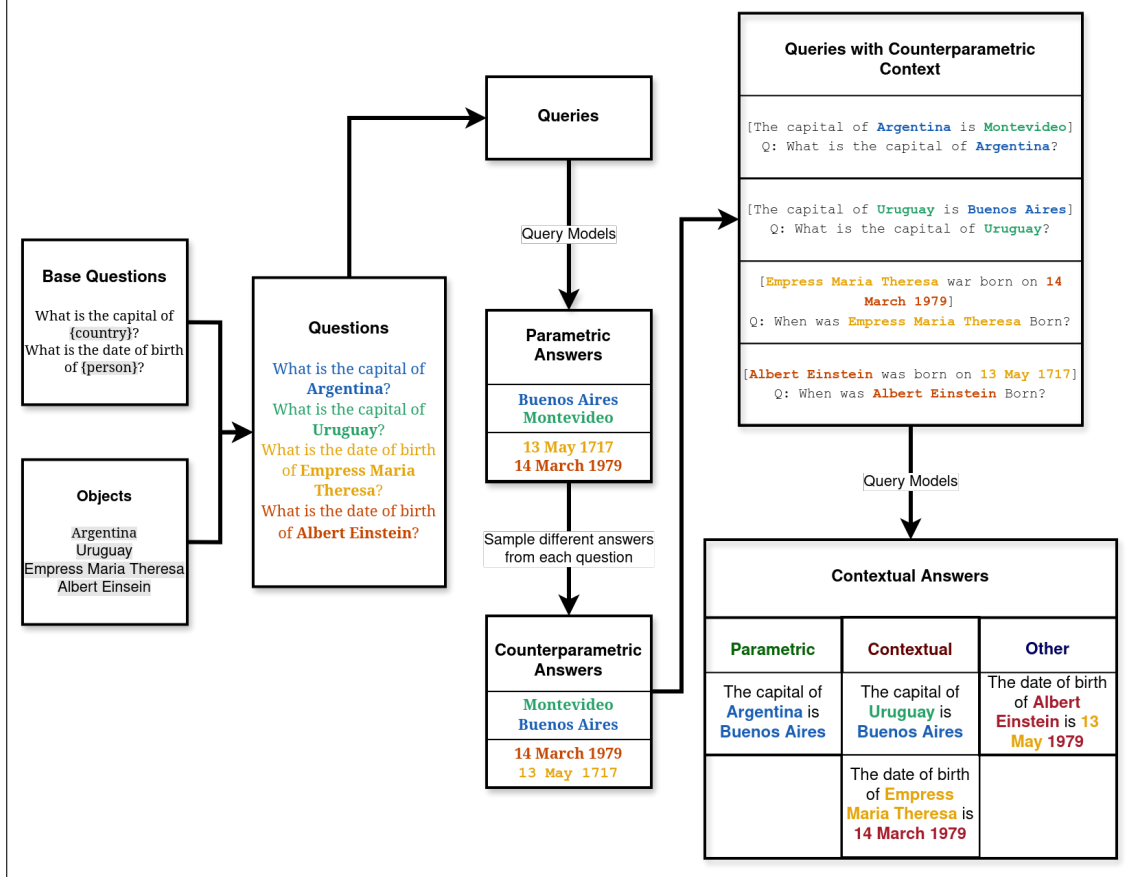 Base Questions
What is the capital of
{country}?
What is the date of birth
of {person}?
Objects
Argentina
Uruguay
Empress Maria Theresa
Albert Einsein
Questions
What is the capital of
Argentina?
What is the capital of
Uruguay?
What is the date of birth
of Empress Maria
Theresa?
What is the date of birth
of Albert Einstein?
Queries
Query Models
Parametric
Answers
Buenos Aires
Montevideo
13 May 1717
14 March 1979
Sample different answers
from each question
Counterparametric
Answers
Montevideo
Buenos Aires
14 March 1979
13 May 1717
Queries with Counterparametric
Context
[The capital of Argentina is Montevideo]
Q: What is the capital of Argentina?
[The capital of Uruguay is Buenos Aires]
Q: What is the capital of Uruguay?
[Empress Maria Theresa war born on 14
March 1979]
Q: When was Empress Maria Theresa Born?
[Albert Einstein was born on 13 May 1717]
Q: When was Albert Einstein Born?
Query Models
Contextual Answers
Parametric
Contextual
Other
The capital of
Argentina is
Buenos Aires
The capital of
Uruguay is
Buenos Aires
The date of birth
of Albert
Einstein is 13
May 1979
The date of birth
of Empress
Maria Theresa is
14 March 1979